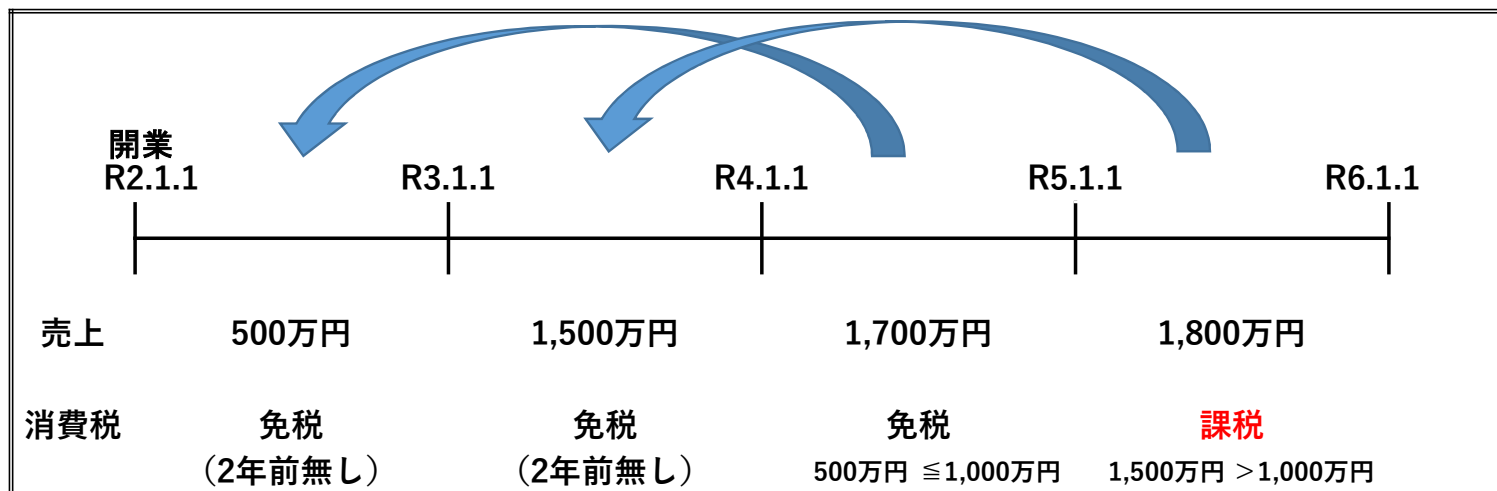 開業
R2.1.1 R3.1.1 R4.1.1 R5.1.1 R6.1.1
売上 500万円 1,500万円 1,700万円 1,800万円
消費税 免税 免税 免税 課税
（2年前無し） （2年前無し） 500万円 ≦1,000万円 1,500万円 ＞1,000万円